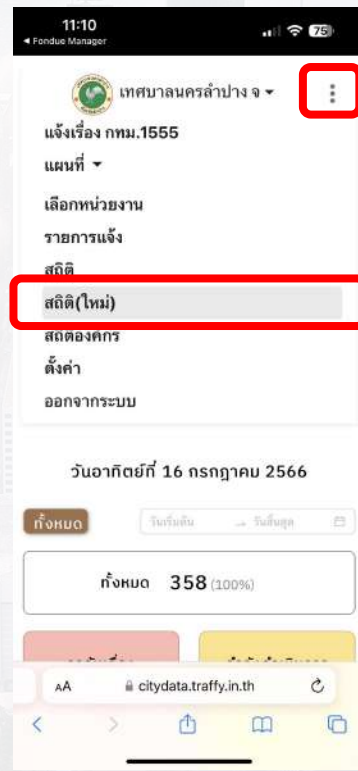 11:10
75
◀ Fondue Manager
เทศบาลนครลำปาง จ
แจ้งเรื่อง กทม.1555
แผนที่
เลือกหน่วยงาน
รายการแจ้ง
สถิติ
สถิติ(ใหม่)
สถิติองค์กร
ตั้งค่า
ออกจากระบบ
วันอาทิตย์ที่ 16 กรกฎาคม 2566
ทั้งหมด
วันเริ่มต้น → วันสิ้นสุด
ทั้งหมด 358 (100%)
AA citydata.traffy.in.th